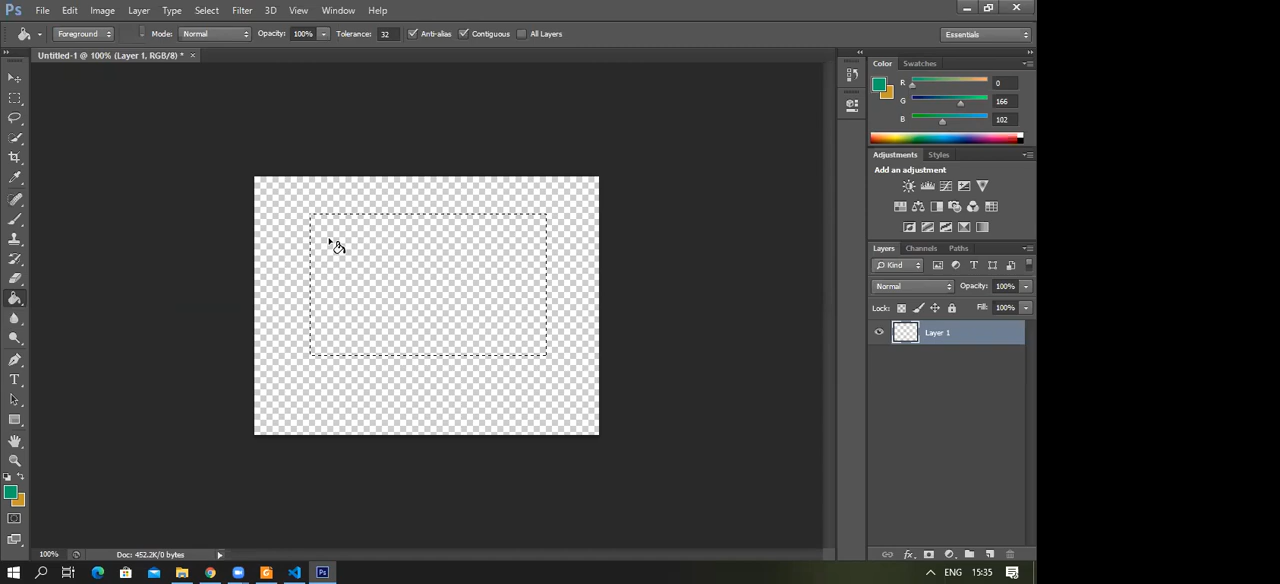 Ps File Edit Image Layer Type Select Filter 3D View Window Help
Foreground Mode: Normal Opacity: 100% Tolerance: 32 Anti-alias Contiguous All Layers Essentials
Untitled-1 @ 100% (Layer 1, RGB/8) * ×
Color Swatches
R 0
G 166
B 102
Adjustments Styles
Add an adjustment
Layers Channels Paths
Kind T
Normal Opacity: 100%
Lock: Fill: 100%
Layer 1
T
fx
100% Doc: 452.2K/0 bytes
Ps ENG 15:35